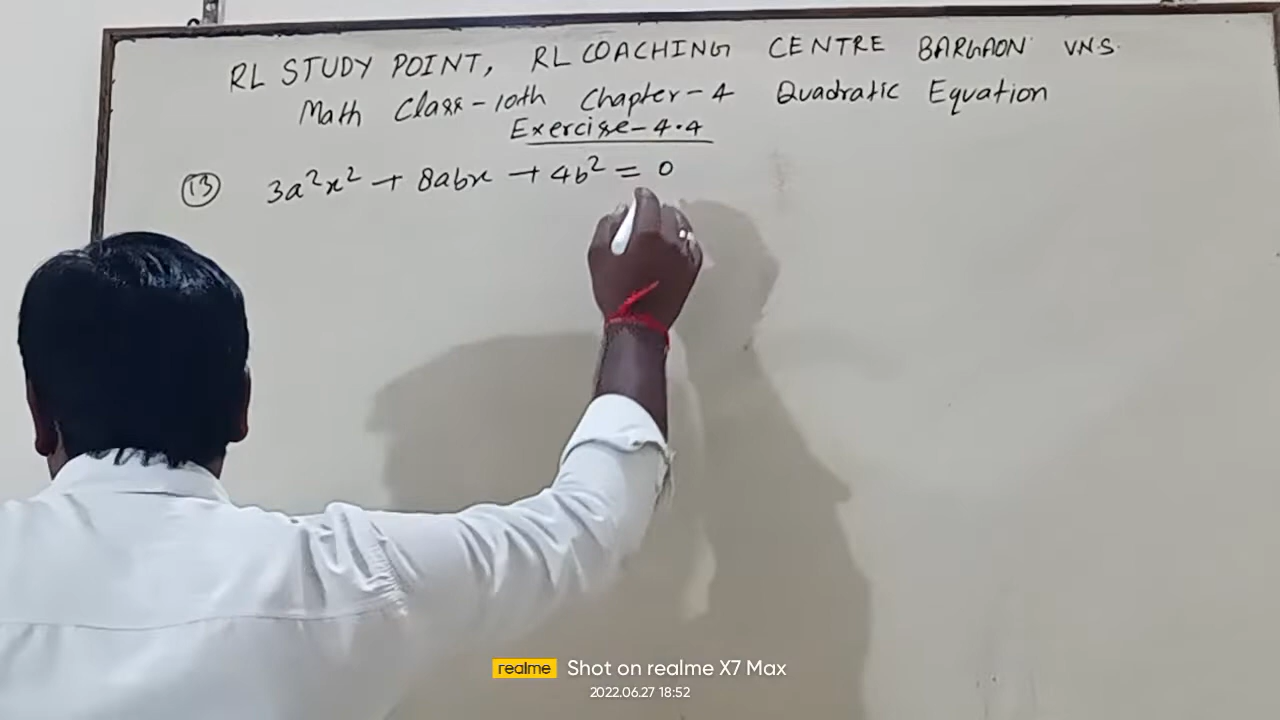 RL STUDY POINT, RL COACHING CENTRE BARGAON VNS.
Math Class-10th Chapter-4 Quadratic Equation
Exercise-4.4
(13) 3a²x² + 8abx + 4b² = 0
realme Shot on realme X7 Max
2022.06.27 18:52